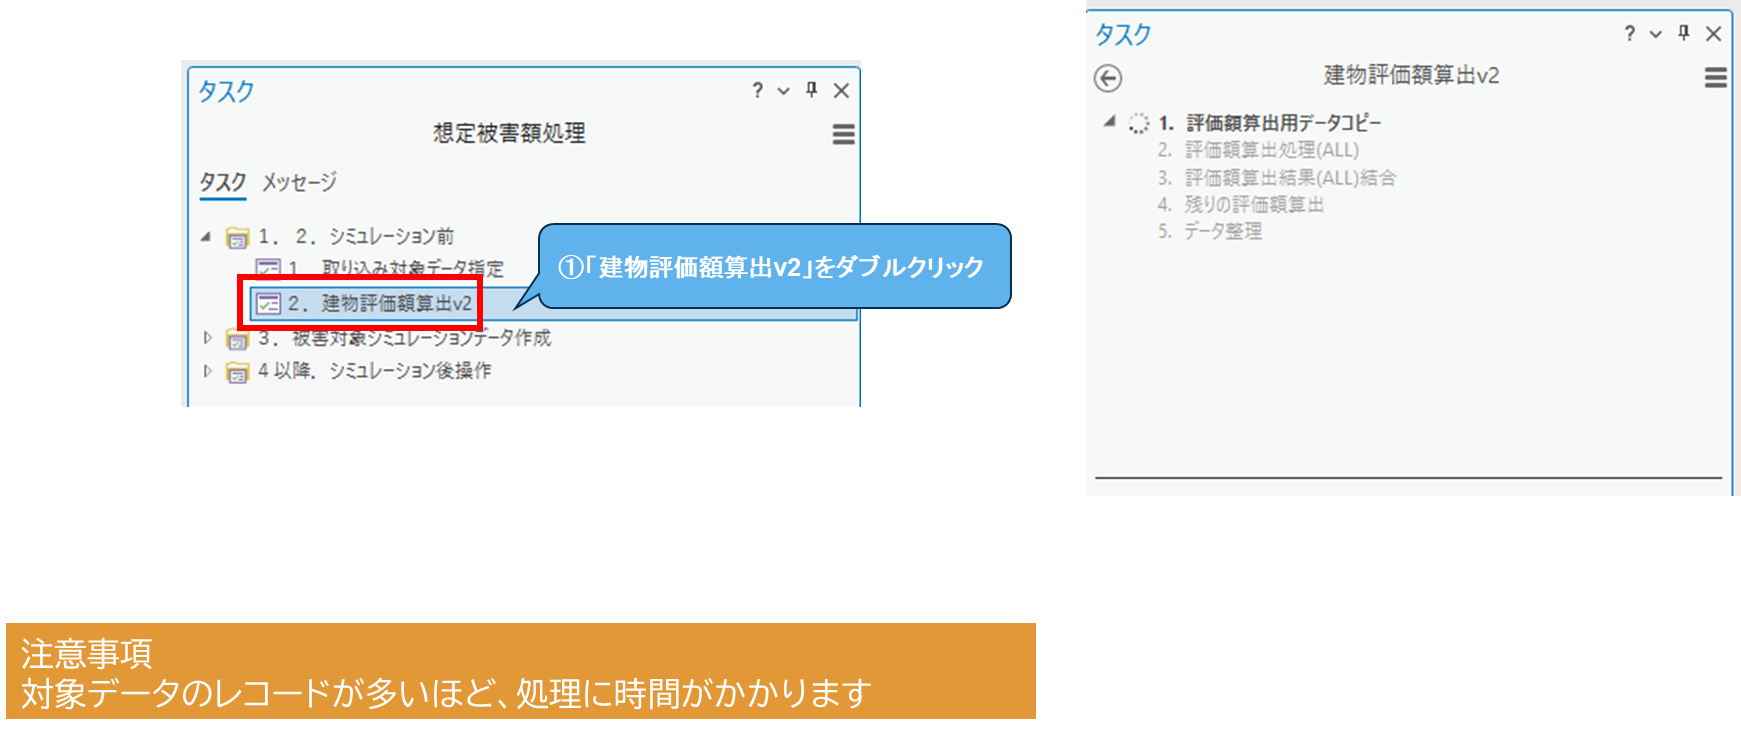 タスク
想定被害額処理
タスク メッセージ
1. 2. シミュレーション前
1. 取り込み対象データ指定
2. 建物評価額算出v2
3. 被害対象シミュレーションデータ作成
4以降. シミュレーション後操作
①「建物評価額算出v2」をダブルクリック
タスク
建物評価額算出v2
1. 評価額算出用データコピー
2. 評価額算出処理(ALL)
3. 評価額算出結果(ALL)結合
4. 残りの評価額算出
5. データ整理
注意事項
対象データのレコードが多いほど、処理に時間がかかります